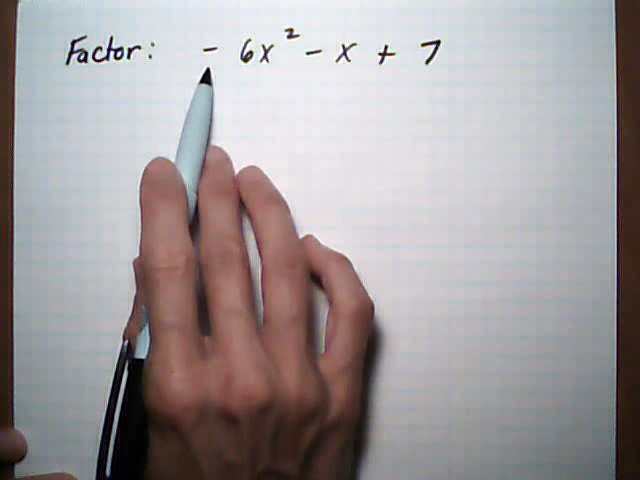 Factor: - 6x² - x + 7